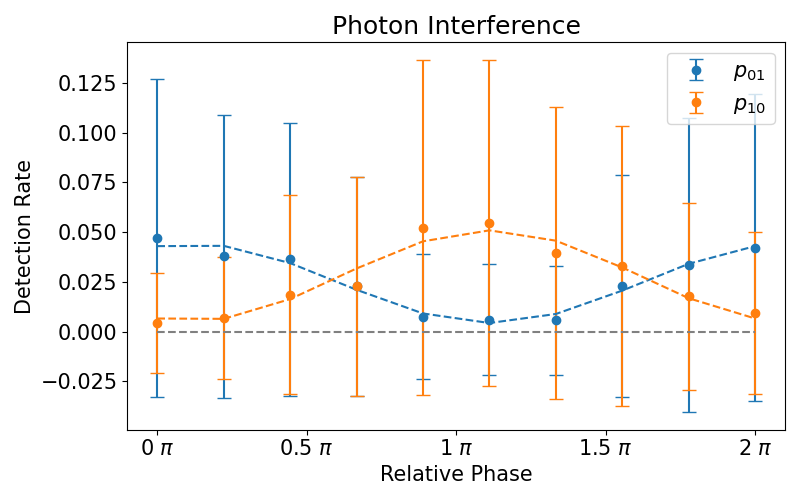 Photon Interference
Detection Rate
0.125
0.100
0.075
0.050
0.025
0.000
−0.025
p01
p10
0 π
0.5 π
1 π
1.5 π
2 π
Relative Phase